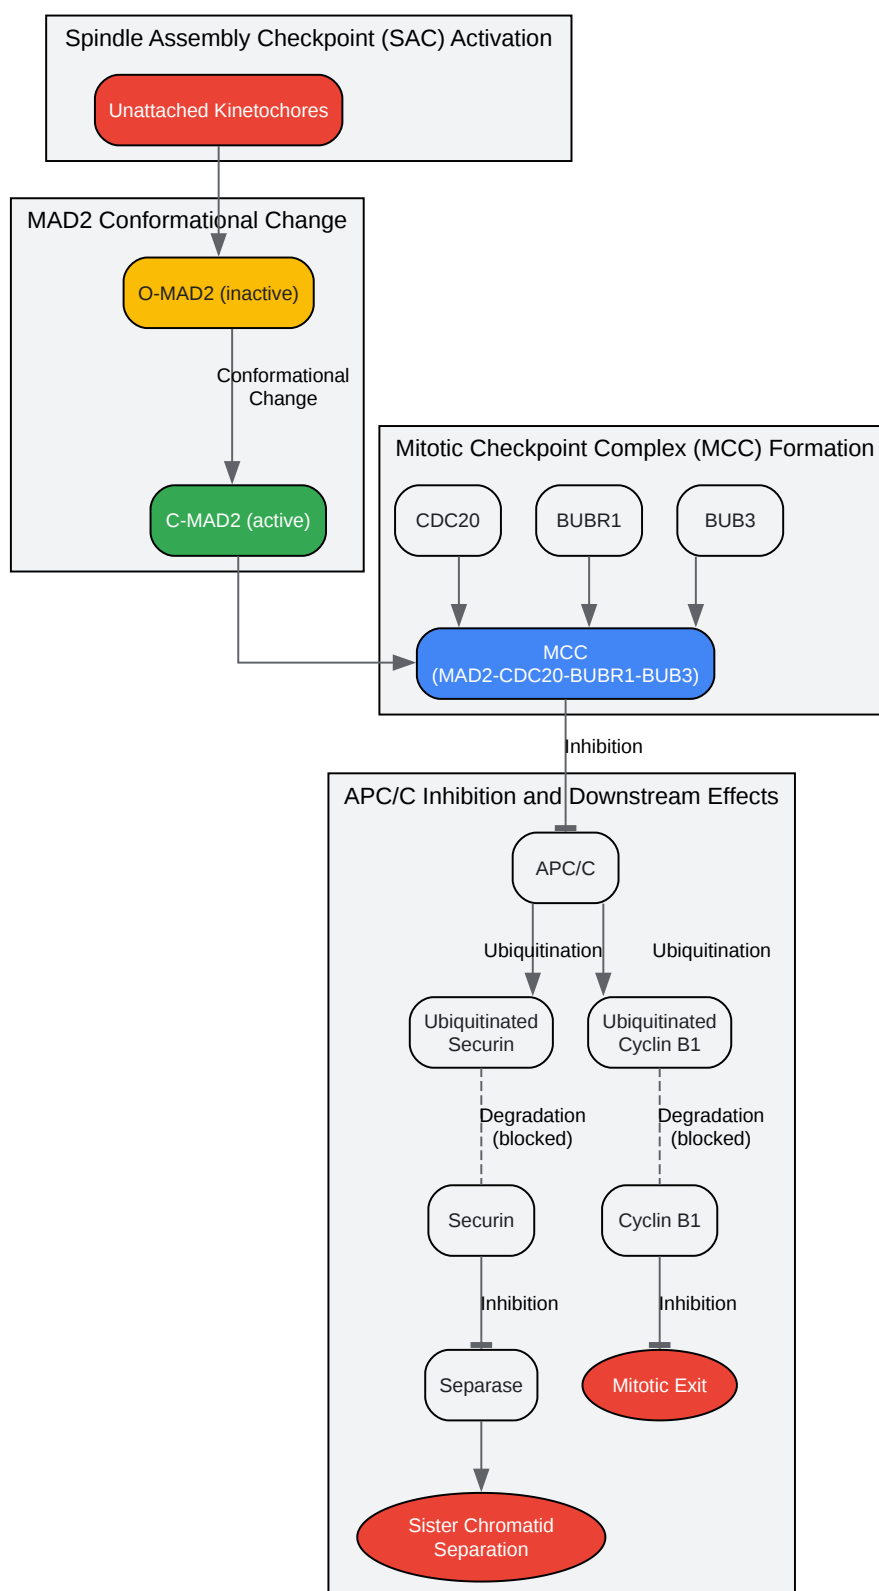 Spindle Assembly Checkpoint (SAC) Activation
Unattached Kinetochores
MAD2 Conformational Change
O-MAD2 (inactive)
Conformational
Change
C-MAD2 (active)
Mitotic Checkpoint Complex (MCC) Formation
CDC20
BUBR1
BUB3
MCC
(MAD2-CDC20-BUBR1-BUB3)
Inhibition
APC/C Inhibition and Downstream Effects
APC/C
Ubiquitination
Ubiquitination
Ubiquitinated
Securin
Ubiquitinated
Cyclin B1
Degradation
(blocked)
Degradation
(blocked)
Securin
Cyclin B1
Inhibition
Inhibition
Separase
Mitotic Exit
Sister Chromatid
Separation